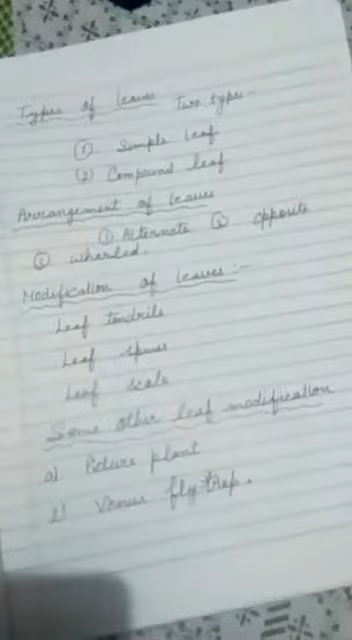 Types of leaves Two types -
① Simple leaf
② Compound leaf
Arrangement of leaves
① Alternate ② opposite
③ whorled.
Modification of leaves :-
Leaf tendrils
Leaf spines
Leaf scale
Some other leaf modification
a) Picture plant
2) Venus fly-trap.